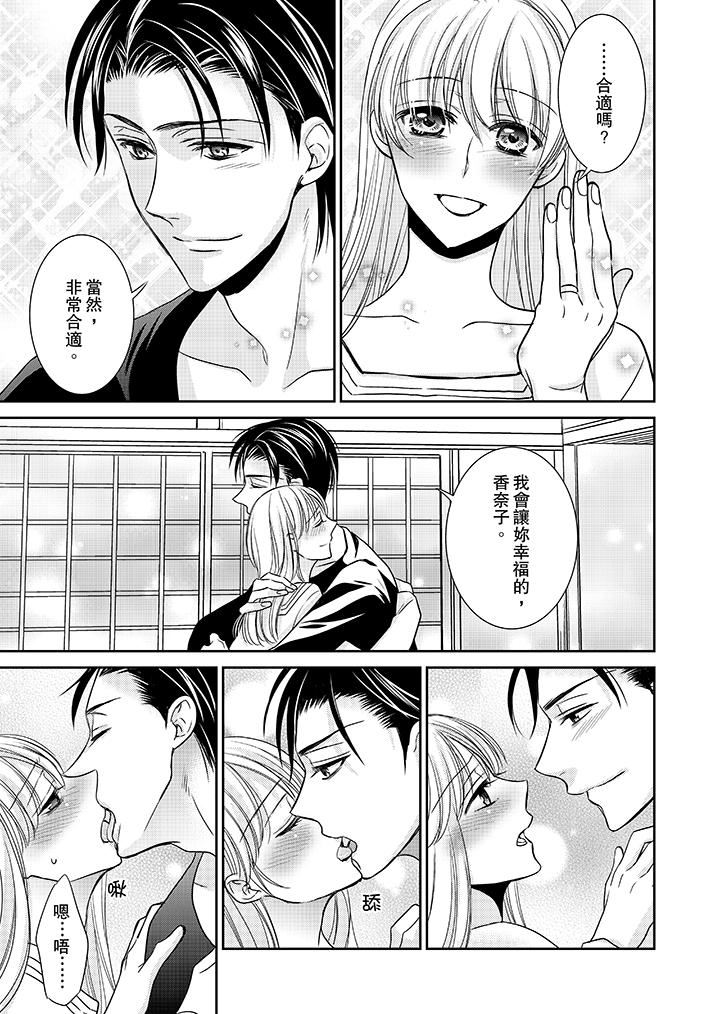 ……合適嗎？
當然，
非常合適。
我會讓妳幸福的，
香奈子。
舔
嗯…唔……